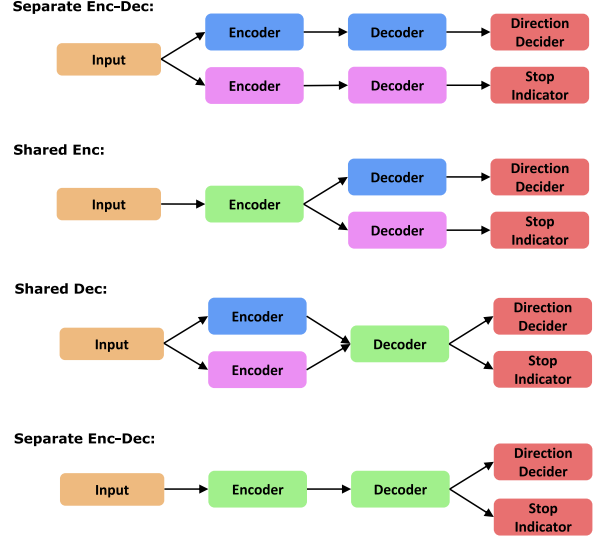 Separate Enc–Dec:
Input
Encoder
Decoder
Direction
Decider
Encoder
Decoder
Stop
Indicator
Shared Enc:
Input
Encoder
Decoder
Direction
Decider
Decoder
Stop
Indicator
Shared Dec:
Input
Encoder
Encoder
Decoder
Direction
Decider
Stop
Indicator
Separate Enc–Dec:
Input
Encoder
Decoder
Direction
Decider
Stop
Indicator